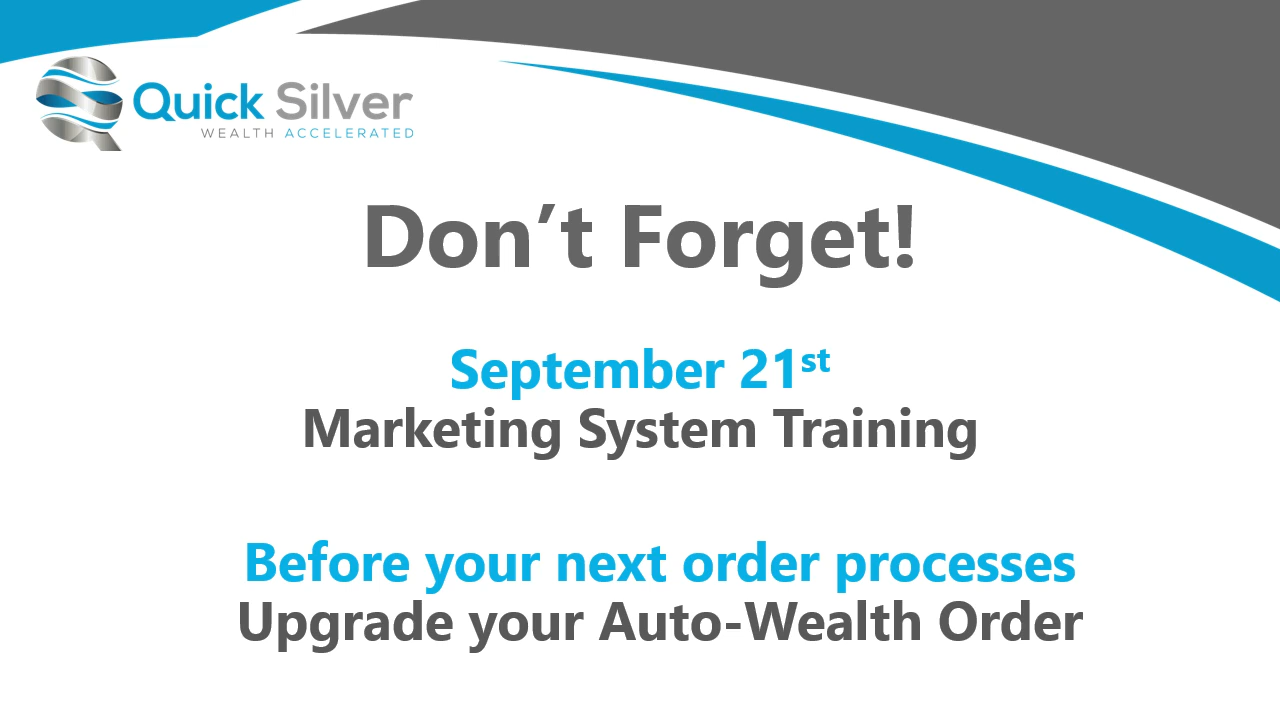 Quick Silver
WEALTH ACCELERATED
Don’t Forget!
September 21st
Marketing System Training
Before your next order processes
Upgrade your Auto-Wealth Order